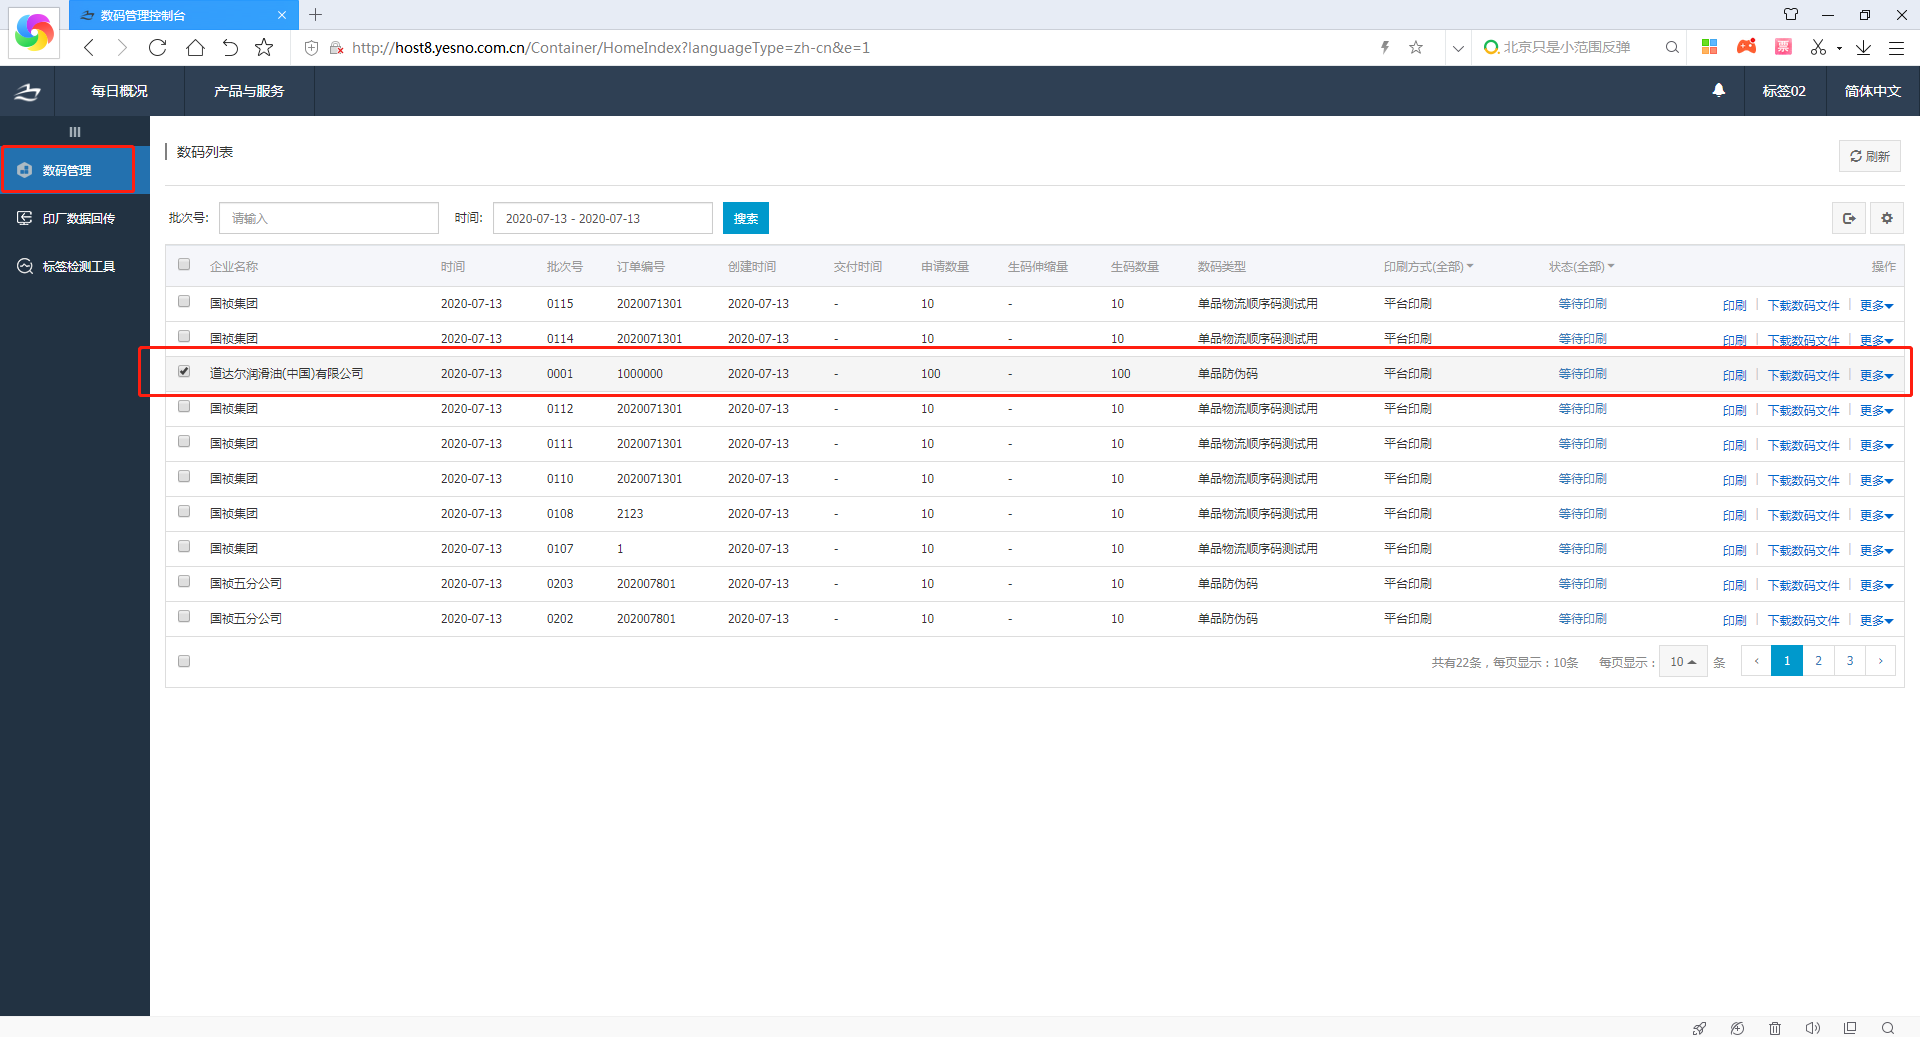 数码管理控制台
http://host8.yesno.com.cn/Container/HomeIndex?languageType=zh-cn&e=1
北京只是小范围反弹
票
每日概况 产品与服务 标签02 简体中文
数码管理
印厂数据回传
标签检测工具
数码列表 刷新
批次号: 请输入 时间: 2020-07-13 - 2020-07-13 搜索
企业名称 时间 批次号 订单编号 创建时间 交付时间 申请数量 生码伸缩量 生码数量 数码类型 印刷方式(全部) 状态(全部) 操作
国祯集团 2020-07-13 0115 2020071301 2020-07-13 - 10 - 10 单品物流顺序码测试用 平台印刷 等待印刷 印刷 下载数码文件 更多
国祯集团 2020-07-13 0114 2020071301 2020-07-13 - 10 - 10 单品物流顺序码测试用 平台印刷 等待印刷 印刷 下载数码文件 更多
道达尔润滑油(中国)有限公司 2020-07-13 0001 1000000 2020-07-13 - 100 - 100 单品防伪码 平台印刷 等待印刷 印刷 下载数码文件 更多
国祯集团 2020-07-13 0112 2020071301 2020-07-13 - 10 - 10 单品物流顺序码测试用 平台印刷 等待印刷 印刷 下载数码文件 更多
国祯集团 2020-07-13 0111 2020071301 2020-07-13 - 10 - 10 单品物流顺序码测试用 平台印刷 等待印刷 印刷 下载数码文件 更多
国祯集团 2020-07-13 0110 2020071301 2020-07-13 - 10 - 10 单品物流顺序码测试用 平台印刷 等待印刷 印刷 下载数码文件 更多
国祯集团 2020-07-13 0108 2123 2020-07-13 - 10 - 10 单品物流顺序码测试用 平台印刷 等待印刷 印刷 下载数码文件 更多
国祯集团 2020-07-13 0107 1 2020-07-13 - 10 - 10 单品物流顺序码测试用 平台印刷 等待印刷 印刷 下载数码文件 更多
国祯五分公司 2020-07-13 0203 202007801 2020-07-13 - 10 - 10 单品防伪码 平台印刷 等待印刷 印刷 下载数码文件 更多
国祯五分公司 2020-07-13 0202 202007801 2020-07-13 - 10 - 10 单品防伪码 平台印刷 等待印刷 印刷 下载数码文件 更多
共有22条，每页显示：10条 每页显示： 10 条 ‹ 1 2 3 ›